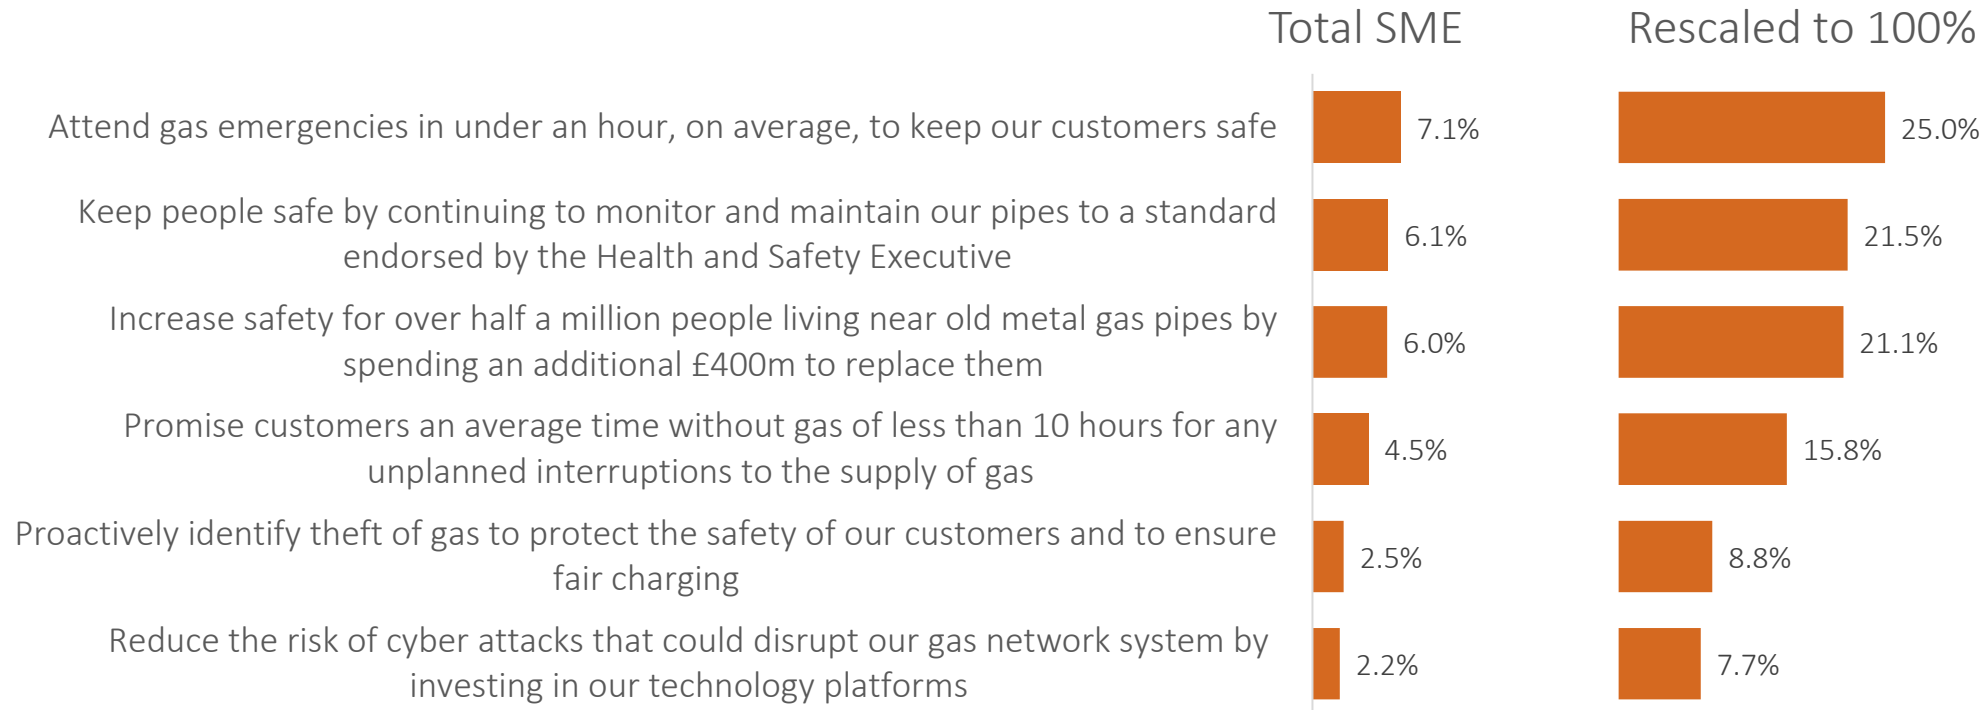 Total SME
Rescaled to 100%
Attend gas emergencies in under an hour, on average, to keep our customers safe
7.1%
25.0%
Keep people safe by continuing to monitor and maintain our pipes to a standard
endorsed by the Health and Safety Executive
6.1%
21.5%
Increase safety for over half a million people living near old metal gas pipes by
spending an additional £400m to replace them
6.0%
21.1%
Promise customers an average time without gas of less than 10 hours for any
unplanned interruptions to the supply of gas
4.5%
15.8%
Proactively identify theft of gas to protect the safety of our customers and to ensure
fair charging
2.5%
8.8%
Reduce the risk of cyber attacks that could disrupt our gas network system by
investing in our technology platforms
2.2%
7.7%